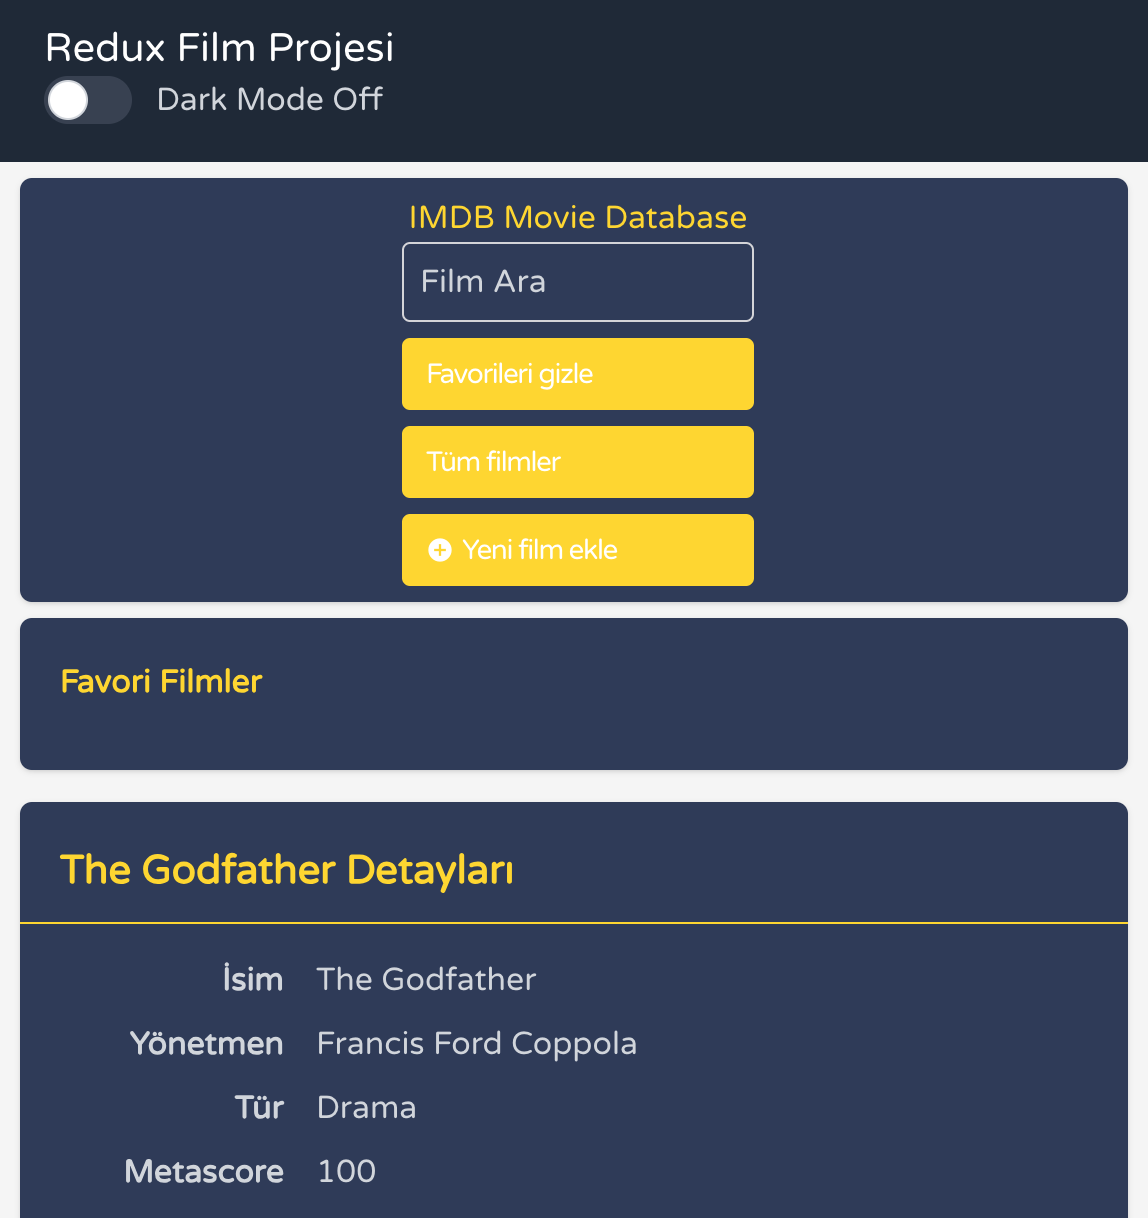 Redux Film Projesi
Dark Mode Off
IMDB Movie Database
Film Ara
Favorileri gizle
Tüm filmler
Yeni film ekle
Favori Filmler
The Godfather Detayları
İsim The Godfather
Yönetmen Francis Ford Coppola
Tür Drama
Metascore 100